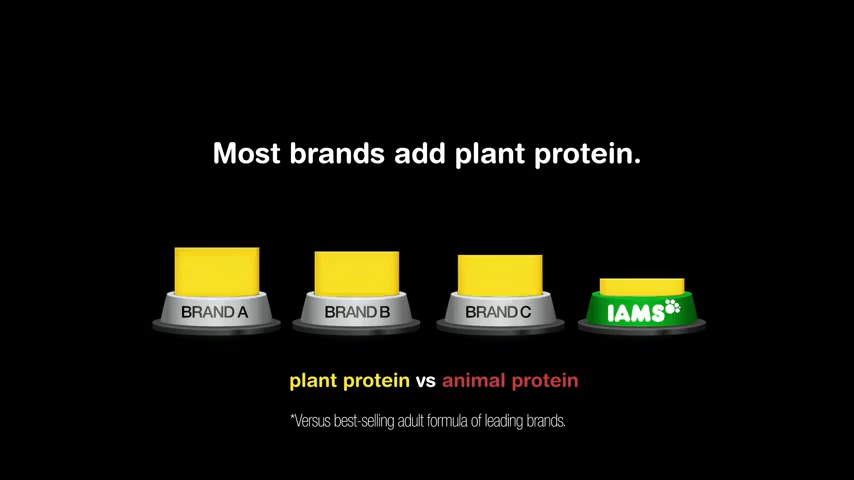 Most brands add plant protein.
BRAND A
BRAND B
BRAND C
IAMS
plant protein vs animal protein
*Versus best-selling adult formula of leading brands.